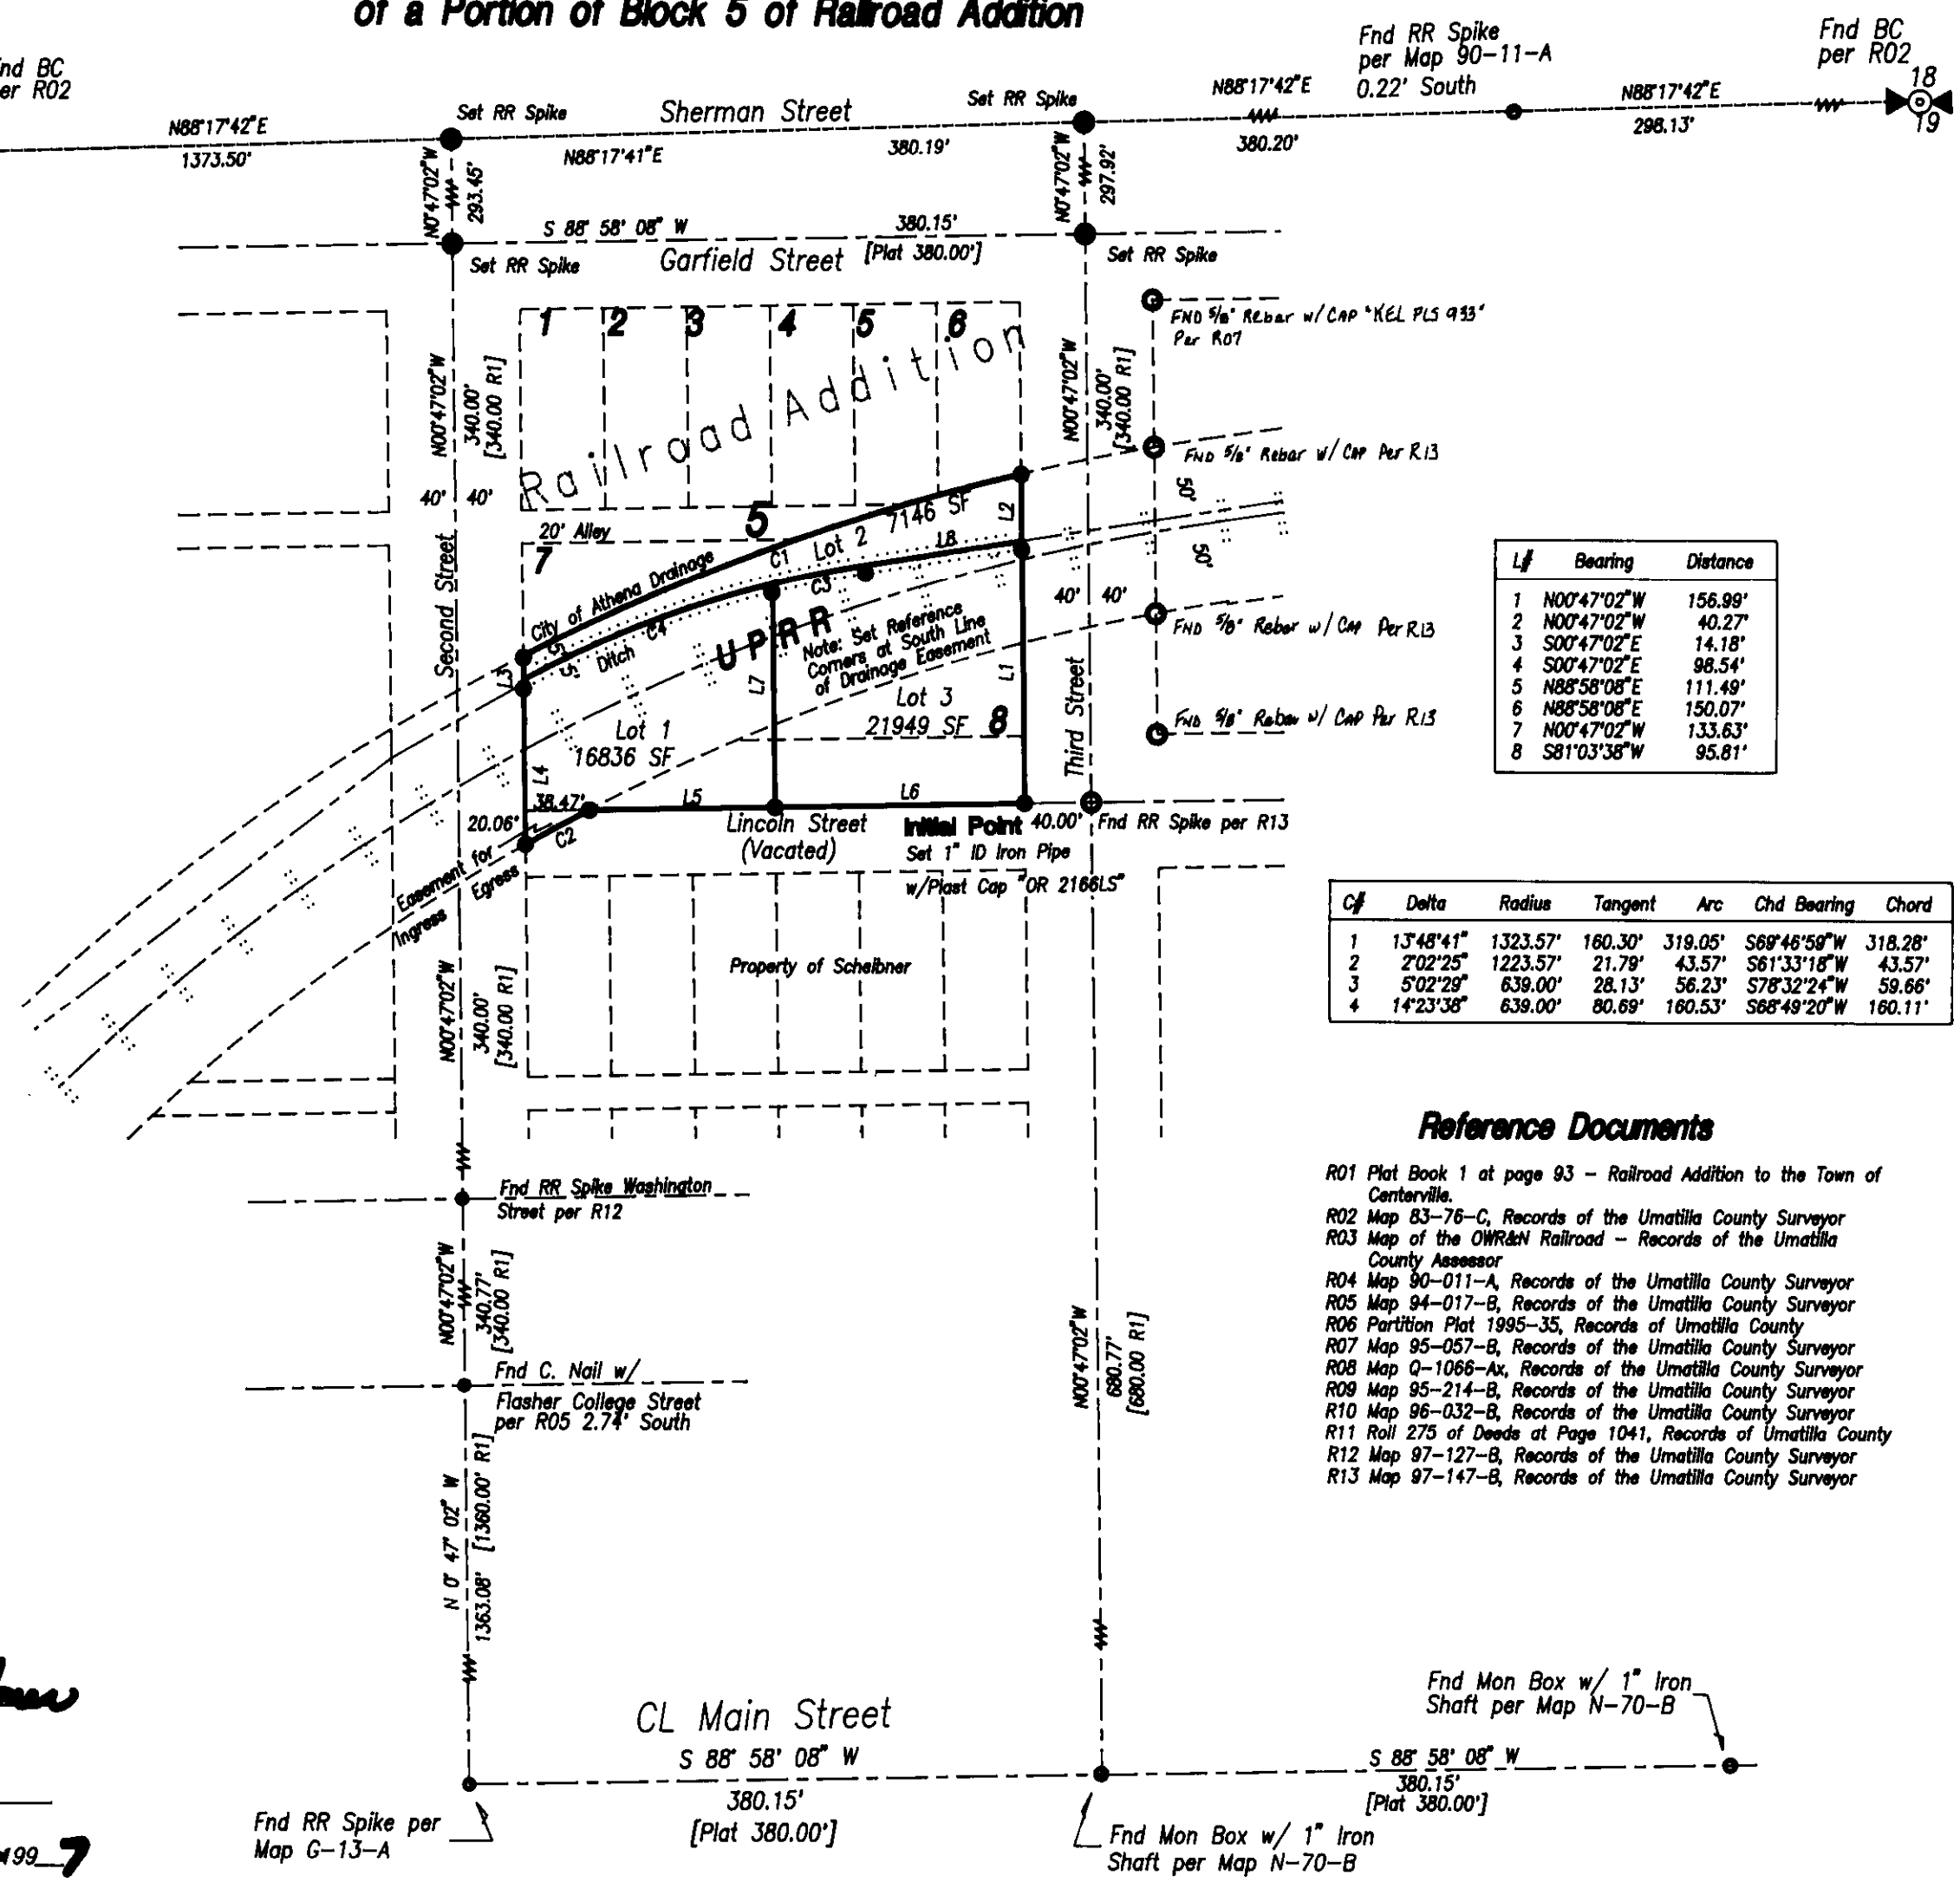 of a Portion of Block 5 of Railroad Addition
Fnd BC
per R02
Fnd RR Spike
per Map 90-11-A
0.22' South
Fnd BC
per R02
18
19
N88°17'42"E
1373.50'
Set RR Spike
Sherman Street
Set RR Spike
N88°17'41"E
380.19'
N88°17'42"E
380.20'
N88°17'42"E
298.13'
N0°47'02"W
293.45'
N0°47'02"W
297.92'
S 88° 58' 08" W
380.15'
[Plat 380.00']
Set RR Spike
Garfield Street
Set RR Spike
1 2 3 4 5 6
Railroad Addition
FND 5/8" Rebar w/ CAP "KEL PLS 933"
Per R07
N00°47'02"W
340.00'
[340.00 R1]
N00°47'02"W
340.00'
[340.00 R1]
FND 5/8" Rebar w/ CAP Per R13
40' 40'
50'
50'
20' Alley
5
7
Second Street
City of Athena Drainage
5' 5' Ditch
C1
Lot 2 7146 SF
L2
L8
C3
C4
L3
UPRR
Note: Set Reference
Corners at South Line
of Drainage Easement
L7
L1
40' 40'
FND 5/8" Rebar w/ CAP Per R13
Third Street
Lot 1
16836 SF
Lot 3
21949 SF
8
FND 5/8" Rebar w/ CAP Per R13
L4
38.47'
L5
L6
20.06'
C2
Lincoln Street
(Vacated)
Initial Point
40.00'
Fnd RR Spike per R13
Set 1" ID Iron Pipe
w/Plast Cap "OR 2166LS"
Easement for
Ingress Egress
Property of Scheibner
N00°47'02"W
340.00'
[340.00 R1]
L# Bearing Distance
1 N00°47'02"W 156.99'
2 N00°47'02"W 40.27'
3 S00°47'02"E 14.18'
4 S00°47'02"E 98.54'
5 N88°58'08"E 111.49'
6 N88°58'08"E 150.07'
7 N00°47'02"W 133.63'
8 S81°03'38"W 95.81'
C# Delta Radius Tangent Arc Chd Bearing Chord
1 13°48'41" 1323.57' 160.30' 319.05' S69°46'59"W 318.28'
2 2°02'25" 1223.57' 21.79' 43.57' S61°33'18"W 43.57'
3 5°02'29" 639.00' 28.13' 56.23' S78°32'24"W 59.66'
4 14°23'38" 639.00' 80.69' 160.53' S68°49'20"W 160.11'
Fnd RR Spike Washington
Street per R12
N00°47'02"W
340.77'
[340.00 R1]
Fnd C. Nail w/
Flasher College Street
per R05 2.74' South
N 0° 47' 02" W
1363.08' [1360.00' R1]
N00°47'02"W
680.77'
[680.00 R1]
Reference Documents
R01 Plat Book 1 at page 93 - Railroad Addition to the Town of
Centerville.
R02 Map 83-76-C, Records of the Umatilla County Surveyor
R03 Map of the OWR&N Railroad - Records of the Umatilla
County Assessor
R04 Map 90-011-A, Records of the Umatilla County Surveyor
R05 Map 94-017-B, Records of the Umatilla County Surveyor
R06 Partition Plat 1995-35, Records of Umatilla County
R07 Map 95-057-B, Records of the Umatilla County Surveyor
R08 Map Q-1066-Ax, Records of the Umatilla County Surveyor
R09 Map 95-214-B, Records of the Umatilla County Surveyor
R10 Map 96-032-B, Records of the Umatilla County Surveyor
R11 Roll 275 of Deeds at Page 1041, Records of Umatilla County
R12 Map 97-127-B, Records of the Umatilla County Surveyor
R13 Map 97-147-B, Records of the Umatilla County Surveyor
CL Main Street
S 88° 58' 08" W
380.15'
[Plat 380.00']
S 88° 58' 08" W
380.15'
[Plat 380.00']
Fnd Mon Box w/ 1" Iron
Shaft per Map N-70-B
Fnd RR Spike per
Map G-13-A
Fnd Mon Box w/ 1" Iron
Shaft per Map N-70-B
199 7